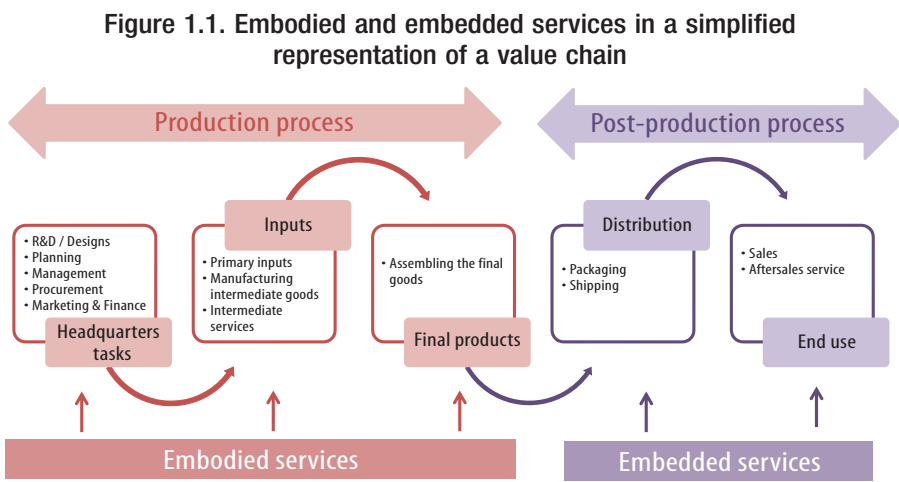 Figure 1.1. Embodied and embedded services in a simplified
representation of a value chain
Production process
Post-production process
• R&D / Designs
• Planning
• Management
• Procurement
• Marketing & Finance
Headquarters
tasks
Inputs
• Primary inputs
• Manufacturing
intermediate goods
• Intermediate
services
• Assembling the final
goods
Final products
Distribution
• Packaging
• Shipping
• Sales
• Aftersales service
End use
Embodied services
Embedded services